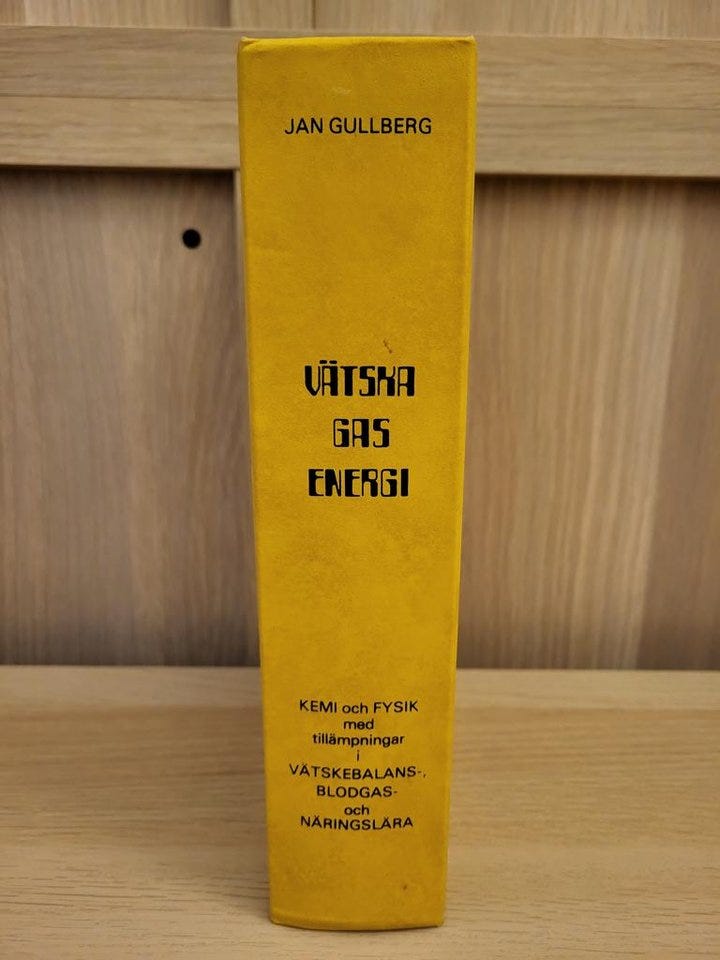 JAN GULLBERG
VÄTSKA
GAS
ENERGI
KEMI och FYSIK
med
tillämpningar
i
VÄTSKEBALANS-,
BLODGAS-
och
NÄRINGSLÄRA